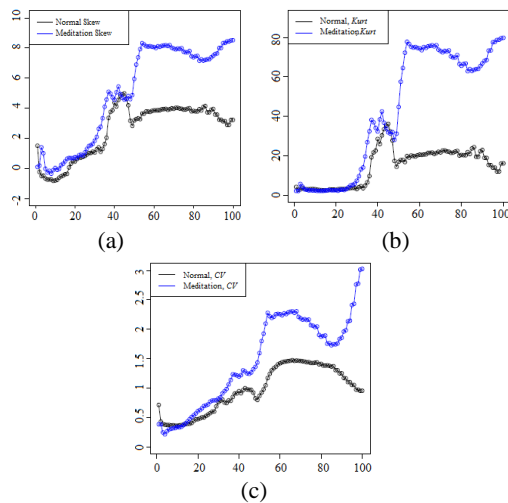 Normal Skew
Meditation Skew
-2 0 2 4 6 8
0 20 40 60 80 100
(a)
Normal, Kurt
Meditation, Kurt
0 20 40 60 80
0 20 40 60 80 100
(b)
Normal, CV
Meditation, CV
0 0.5 1 1.5 2 2.5 3
0 20 40 60 80 100
(c)